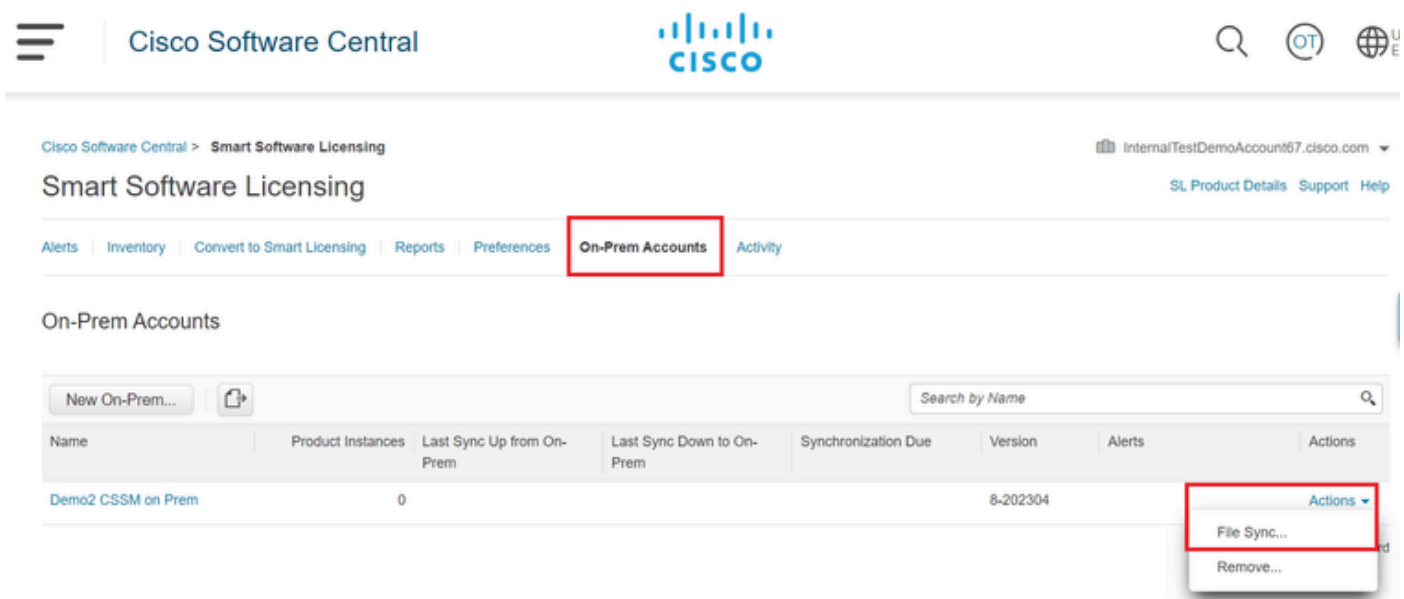 Cisco Software Central
CISCO
OT
U
E
Cisco Software Central > Smart Software Licensing
InternalTestDemoAccount67.cisco.com
Smart Software Licensing
SL Product Details Support Help
Alerts Inventory Convert to Smart Licensing Reports Preferences On-Prem Accounts Activity
On-Prem Accounts
New On-Prem...
Search by Name
Name Product Instances Last Sync Up from On-Prem Last Sync Down to On-Prem Synchronization Due Version Alerts Actions
Demo2 CSSM on Prem 0 8-202304 Actions
File Sync...
rd
Remove...